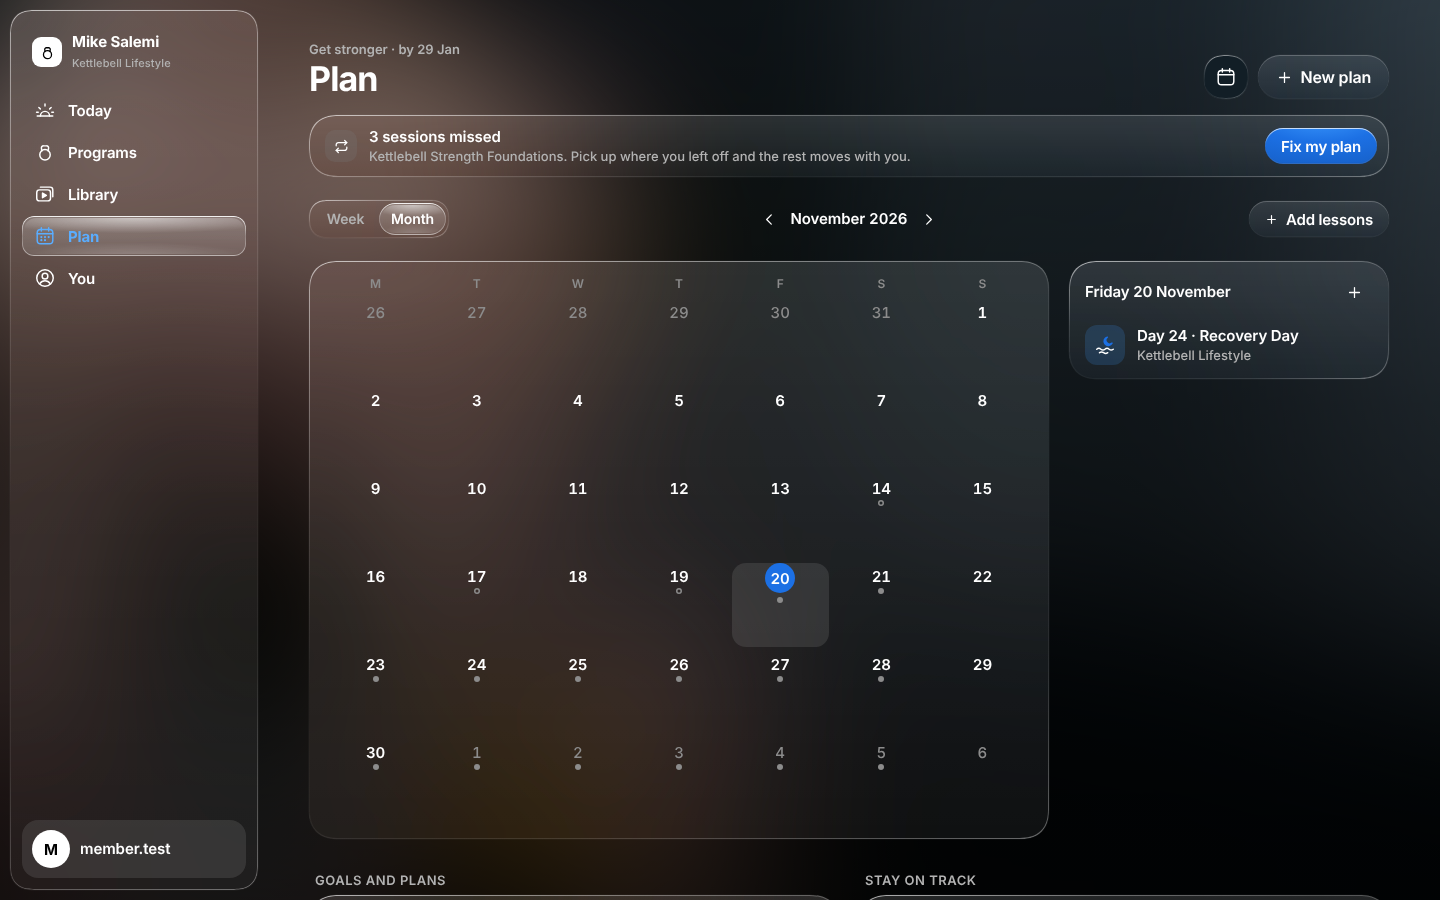 Mike Salemi
Kettlebell Lifestyle
Today
Programs
Library
Plan
You
M
member.test
Get stronger · by 29 Jan
Plan
New plan
3 sessions missed
Kettlebell Strength Foundations. Pick up where you left off and the rest moves with you.
Fix my plan
Week
Month
November 2026
Add lessons
M T W T F S S
26 27 28 29 30 31 1
2 3 4 5 6 7 8
9 10 11 12 13 14 15
16 17 18 19 20 21 22
23 24 25 26 27 28 29
30 1 2 3 4 5 6
Friday 20 November
Day 24 · Recovery Day
Kettlebell Lifestyle
GOALS AND PLANS
STAY ON TRACK